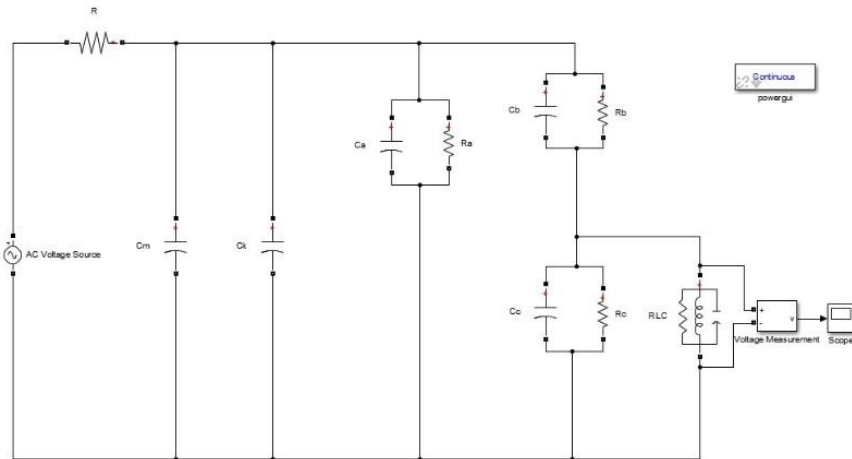 R
Continuous
powergui
Cb
Rb
Ca
Ra
AC Voltage Source
Cm
Ck
Cc
Rc
RLC
+
-
v
Voltage Measurement
Scope